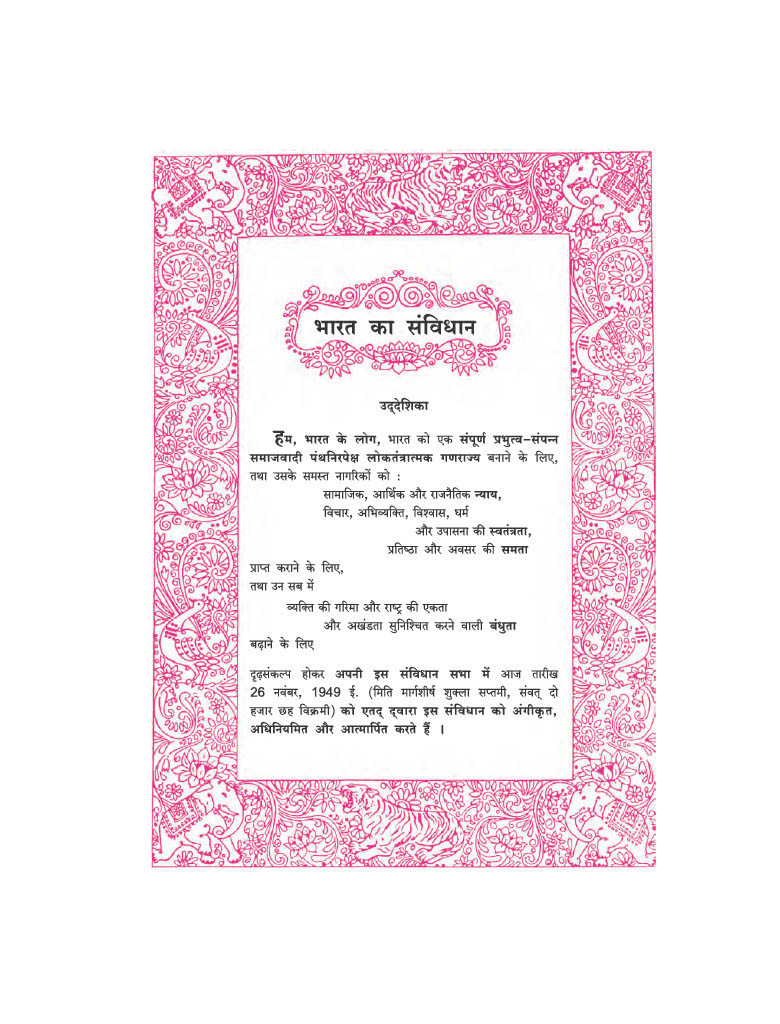 भारत का संविधान
उद्देशिका
हम, भारत के लोग, भारत को एक संपूर्ण प्रभुत्व-संपन्न
समाजवादी पंथनिरपेक्ष लोकतंत्रात्मक गणराज्य बनाने के लिए,
तथा उसके समस्त नागरिकों को :
सामाजिक, आर्थिक और राजनैतिक न्याय,
विचार, अभिव्यक्ति, विश्वास, धर्म
और उपासना की स्वतंत्रता,
प्रतिष्ठा और अवसर की समता
प्राप्त कराने के लिए,
तथा उन सब में
व्यक्ति की गरिमा और राष्ट्र की एकता
और अखंडता सुनिश्चित करने वाली बंधुता
बढ़ाने के लिए
दृढ़संकल्प होकर अपनी इस संविधान सभा में आज तारीख
26 नवंबर, 1949 ई. (मिति मार्गशीर्ष शुक्ला सप्तमी, संवत् दो
हजार छह विक्रमी) को एतद् द्वारा इस संविधान को अंगीकृत,
अधिनियमित और आत्मार्पित करते हैं ।